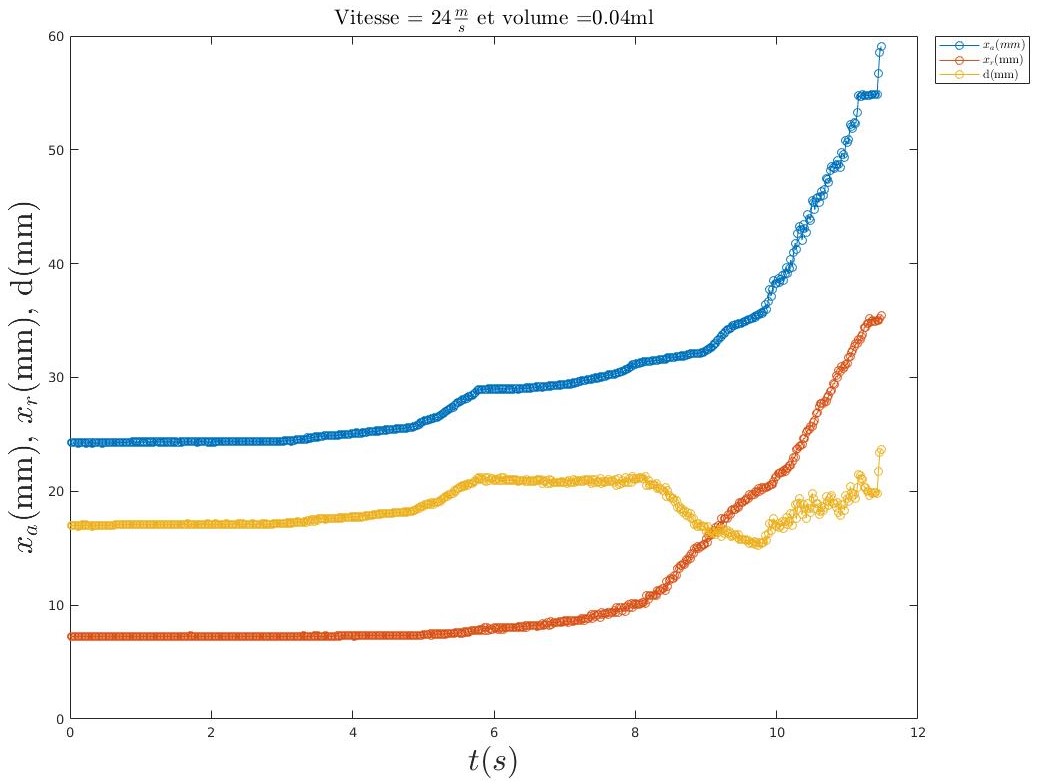 Vitesse = 24 m/s et volume =0.04ml
x_a(mm)
x_r(mm)
d(mm)
x_a(mm), x_r(mm), d(mm)
60
50
40
30
20
10
0
0 2 4 6 8 10 12
t(s)